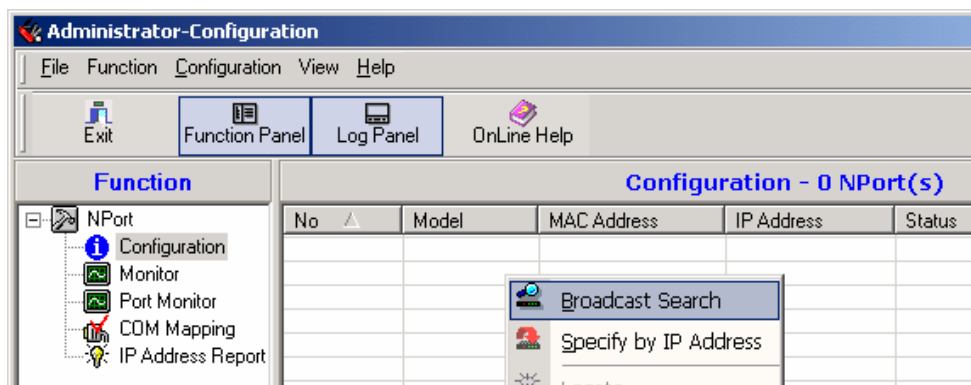 Administrator-Configuration
File Function Configuration View Help
Exit Function Panel Log Panel OnLine Help
Function
Configuration - 0 NPort(s)
NPort
Configuration
Monitor
Port Monitor
COM Mapping
IP Address Report
No Model MAC Address IP Address Status
Broadcast Search
Specify by IP Address